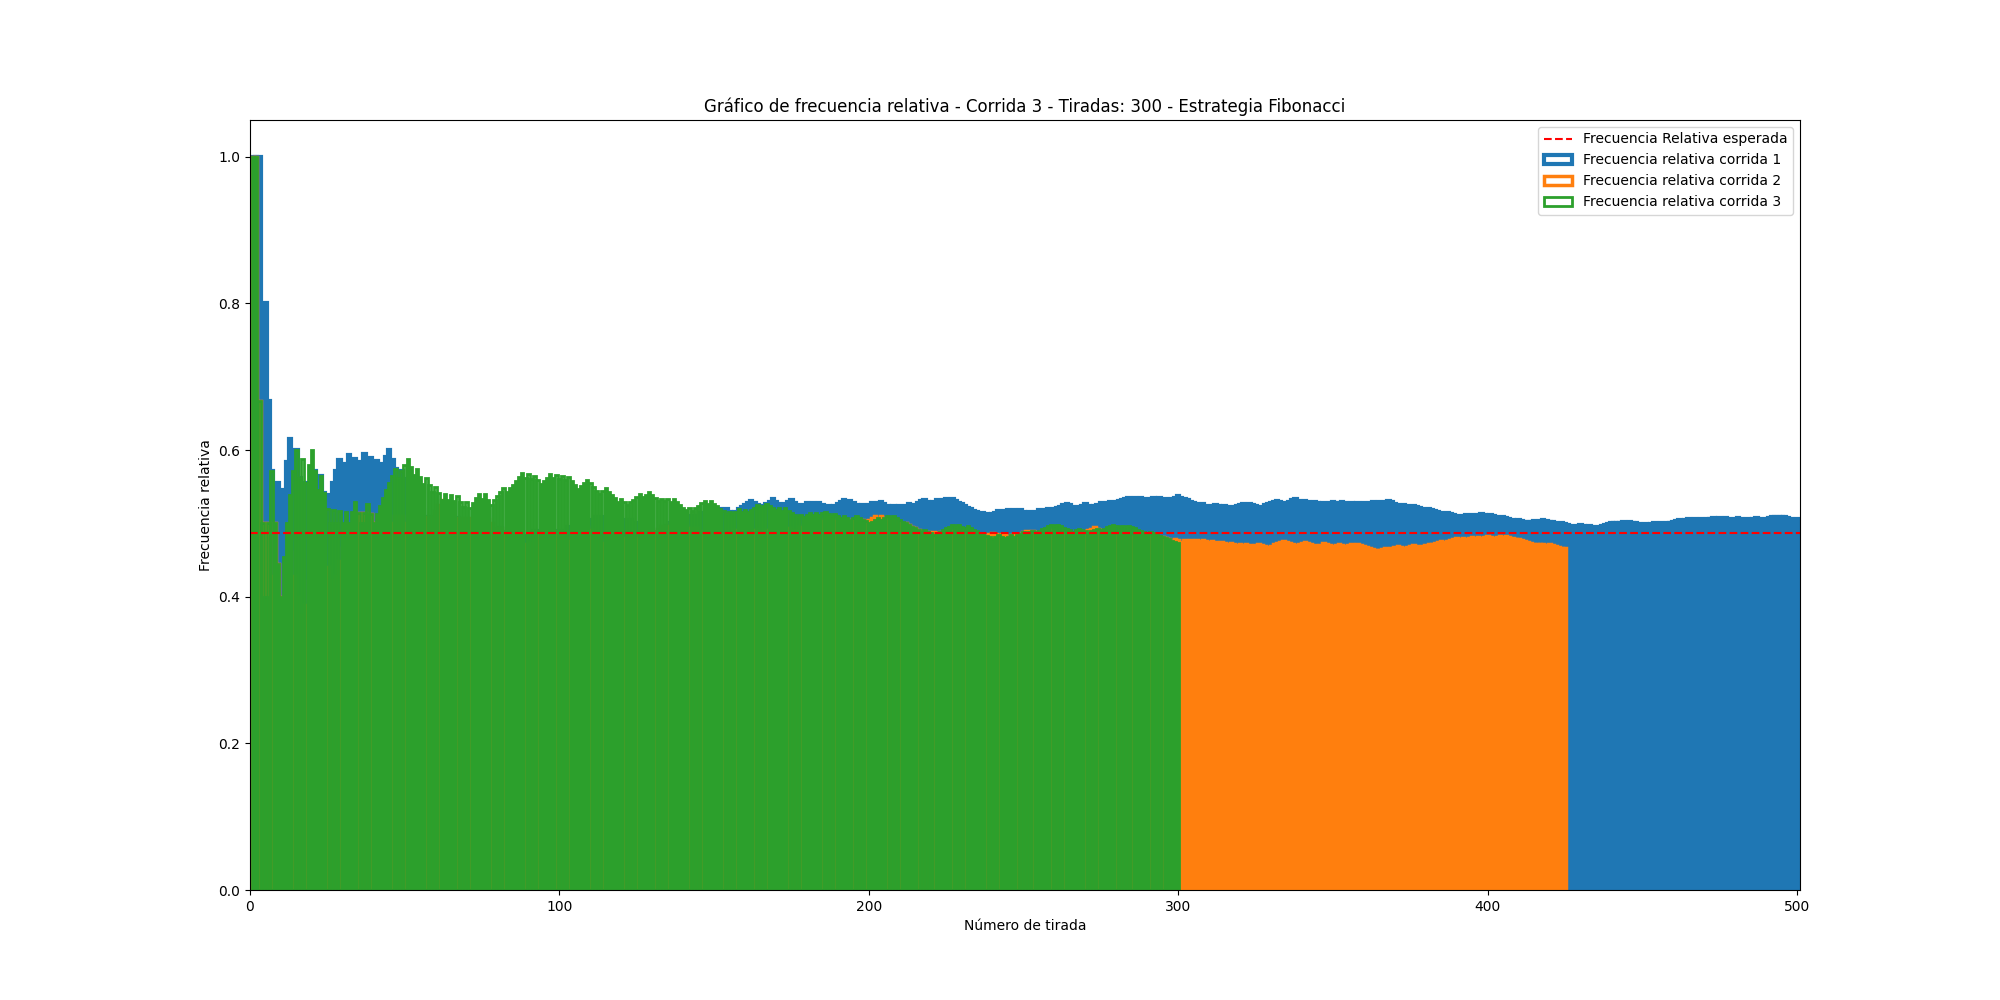 Gráfico de frecuencia relativa - Corrida 3 - Tiradas: 300 - Estrategia Fibonacci
Frecuencia Relativa esperada
Frecuencia relativa corrida 1
Frecuencia relativa corrida 2
Frecuencia relativa corrida 3
Frecuencia relativa
1.0
0.8
0.6
0.4
0.2
0.0
0
100
200
300
400
500
Número de tirada